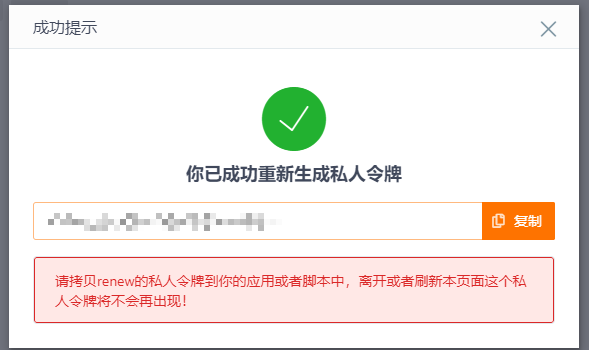 成功提示
你已成功重新生成私人令牌
复制
请拷贝renew的私人令牌到你的应用或者脚本中，离开或者刷新本页面这个私
人令牌将不会再出现！